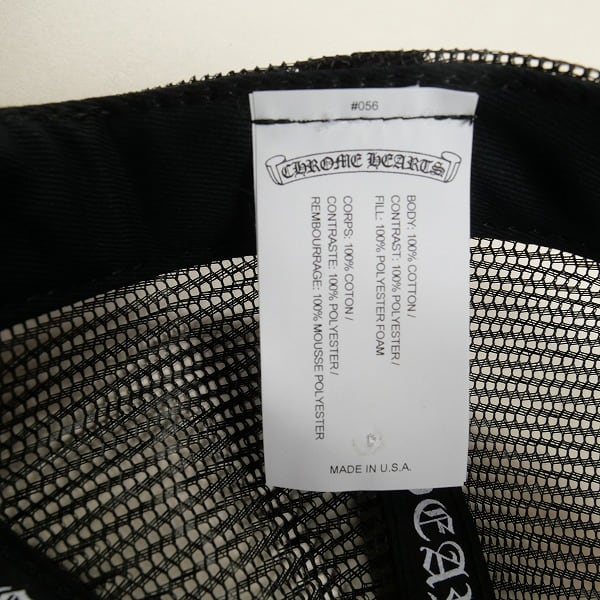 #056
CHROME HEARTS
BODY: 100% COTTON /
CONTRAST: 100% POLYESTER /
FILL: 100% POLYESTER FOAM
CORPS: 100% COTON /
CONTRASTE: 100% POLYESTER /
REMBOURRAGE: 100% MOUSSE POLYESTER
MADE IN U.S.A.